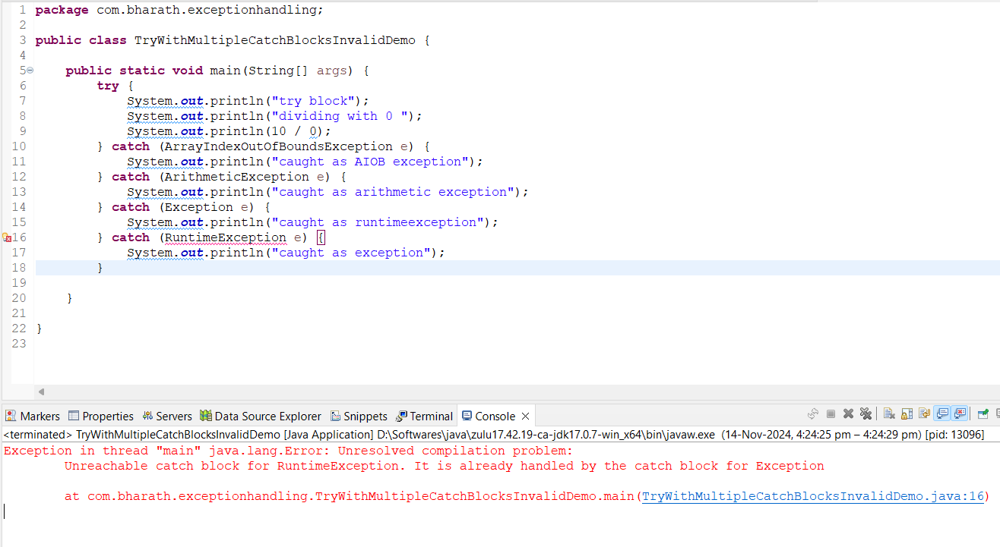 1 package com.bharath.exceptionhandling;
2
3 public class TryWithMultipleCatchBlocksInvalidDemo {
4
5 public static void main(String[] args) {
6 try {
7 System.out.println("try block");
8 System.out.println("dividing with 0 ");
9 System.out.println(10 / 0);
10 } catch (ArrayIndexOutOfBoundsException e) {
11 System.out.println("caught as AIOB exception");
12 } catch (ArithmeticException e) {
13 System.out.println("caught as arithmetic exception");
14 } catch (Exception e) {
15 System.out.println("caught as runtimeexception");
16 } catch (RuntimeException e) {
17 System.out.println("caught as exception");
18 }
19
20 }
21
22 }
23
Markers Properties Servers Data Source Explorer Snippets Terminal Console
<terminated> TryWithMultipleCatchBlocksInvalidDemo [Java Application] D:\Softwares\java\zulu17.42.19-ca-jdk17.0.7-win_x64\bin\javaw.exe (14-Nov-2024, 4:24:25 pm – 4:24:29 pm) [pid: 13096]
Exception in thread "main" java.lang.Error: Unresolved compilation problem:
Unreachable catch block for RuntimeException. It is already handled by the catch block for Exception
at com.bharath.exceptionhandling.TryWithMultipleCatchBlocksInvalidDemo.main(TryWithMultipleCatchBlocksInvalidDemo.java:16)